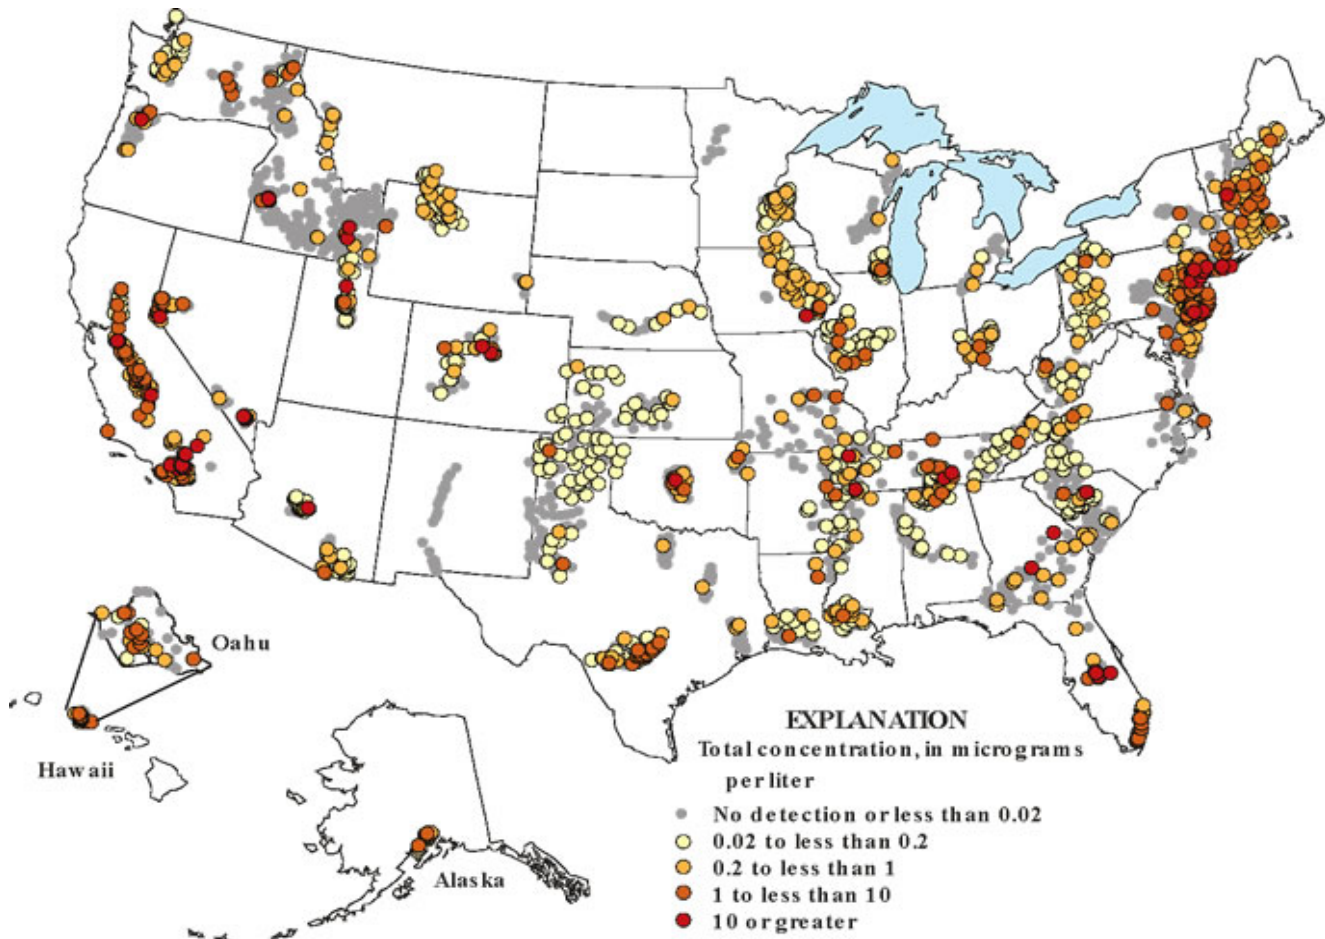 Oahu
Hawaii
Alaska
EXPLANATION
Total concentration, in micrograms
per liter
No detection or less than 0.02
0.02 to less than 0.2
0.2 to less than 1
1 to less than 10
10 or greater